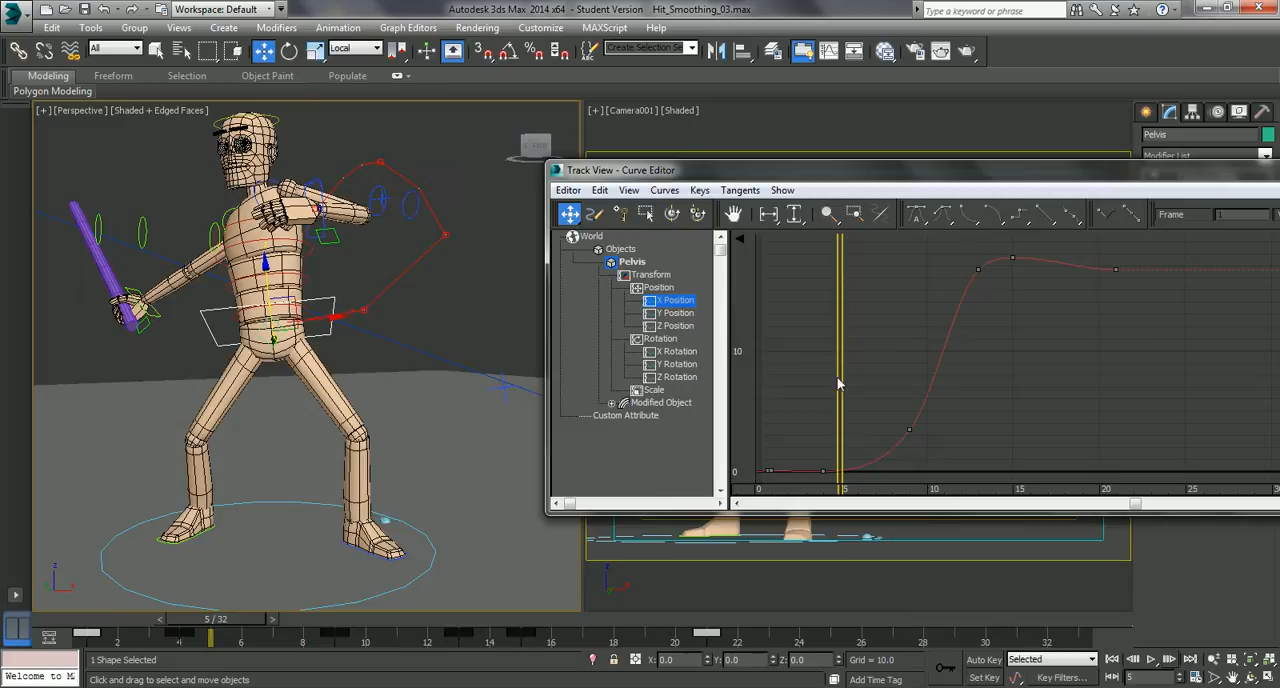 Workspace: Default
Autodesk 3ds Max 2014 x64 - Student Version Hit_Smoothing_03.max
Type a keyword or phrase
Edit Tools Group Views Create Modifiers Animation Graph Editors Rendering Customize MAXScript Help
All Local Create Selection Se
Modeling Freeform Selection Object Paint Populate
Polygon Modeling
[+] [Perspective] [Shaded + Edged Faces]
[+] [Camera001] [Shaded]
Pelvis
Modifier List
Track View - Curve Editor
Editor Edit View Curves Keys Tangents Show
Frame 1
World
Objects
Pelvis
Transform
Position
X Position
Y Position
Z Position
Rotation
X Rotation
Y Rotation
Z Rotation
Scale
Modified Object
Custom Attribute
10
0
0 5 10 15 20 25 30
z
x
z
y
5 / 32
2 4 6 8 10 12 14 16 18 20 22 24 26 28 30 32
1 Shape Selected
X: 0.0 Y: 0.0 Z: 0.0 Grid = 10.0
Auto Key Selected
Welcome to M
Click and drag to select and move objects
Add Time Tag
Set Key Key Filters... 5